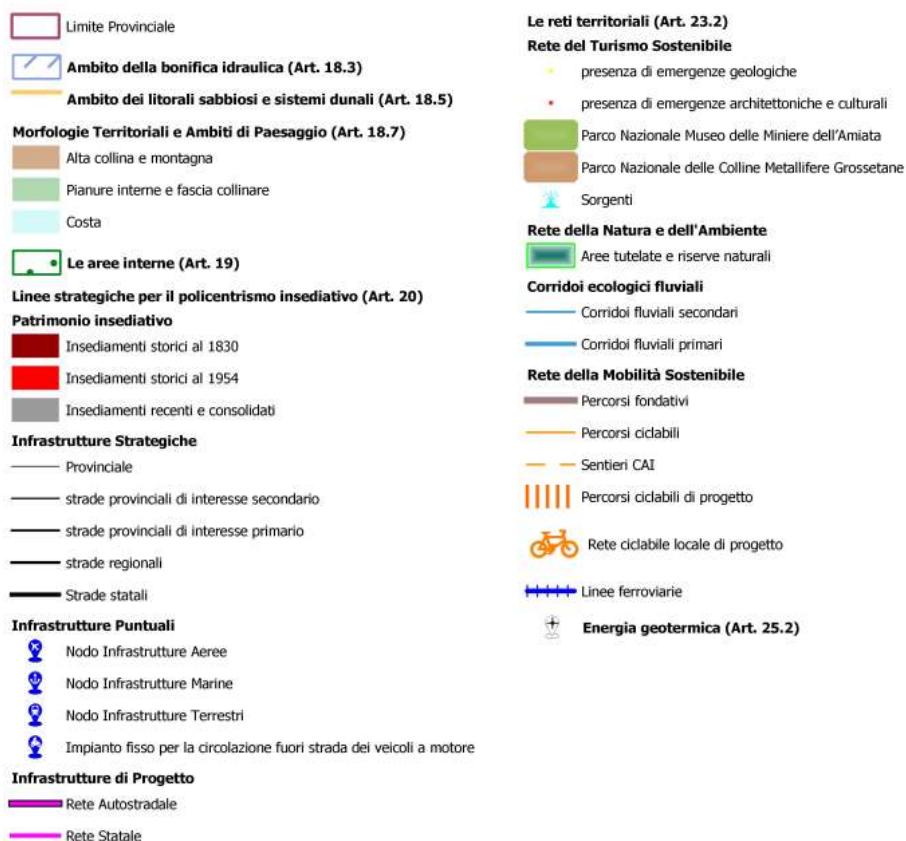 Limite Provinciale
Ambito della bonifica idraulica (Art. 18.3)
Ambito dei litorali sabbiosi e sistemi dunali (Art. 18.5)
Morfologie Territoriali e Ambiti di Paesaggio (Art. 18.7)
Alta collina e montagna
Pianure interne e fascia collinare
Costa
Le aree interne (Art. 19)
Linee strategiche per il policentrismo insediativo (Art. 20)
Patrimonio insediativo
Insediamenti storici al 1830
Insediamenti storici al 1954
Insediamenti recenti e consolidati
Infrastrutture Strategiche
Provinciale
strade provinciali di interesse secondario
strade provinciali di interesse primario
strade regionali
Strade statali
Infrastrutture Puntuali
Nodo Infrastrutture Aeree
Nodo Infrastrutture Marine
Nodo Infrastrutture Terrestri
Impianto fisso per la circolazione fuori strada dei veicoli a motore
Infrastrutture di Progetto
Rete Autostradale
Rete Statale
Le reti territoriali (Art. 23.2)
Rete del Turismo Sostenibile
presenza di emergenze geologiche
presenza di emergenze architettoniche e culturali
Parco Nazionale Museo delle Miniere dell'Amiata
Parco Nazionale delle Colline Metallifere Grossetane
Sorgenti
Rete della Natura e dell'Ambiente
Aree tutelate e riserve naturali
Corridoi ecologici fluviali
Corridoi fluviali secondari
Corridoi fluviali primari
Rete della Mobilità Sostenibile
Percorsi fondativi
Percorsi ciclabili
Sentieri CAI
Percorsi ciclabili di progetto
Rete ciclabile locale di progetto
Linee ferroviarie
Energia geotermica (Art. 25.2)